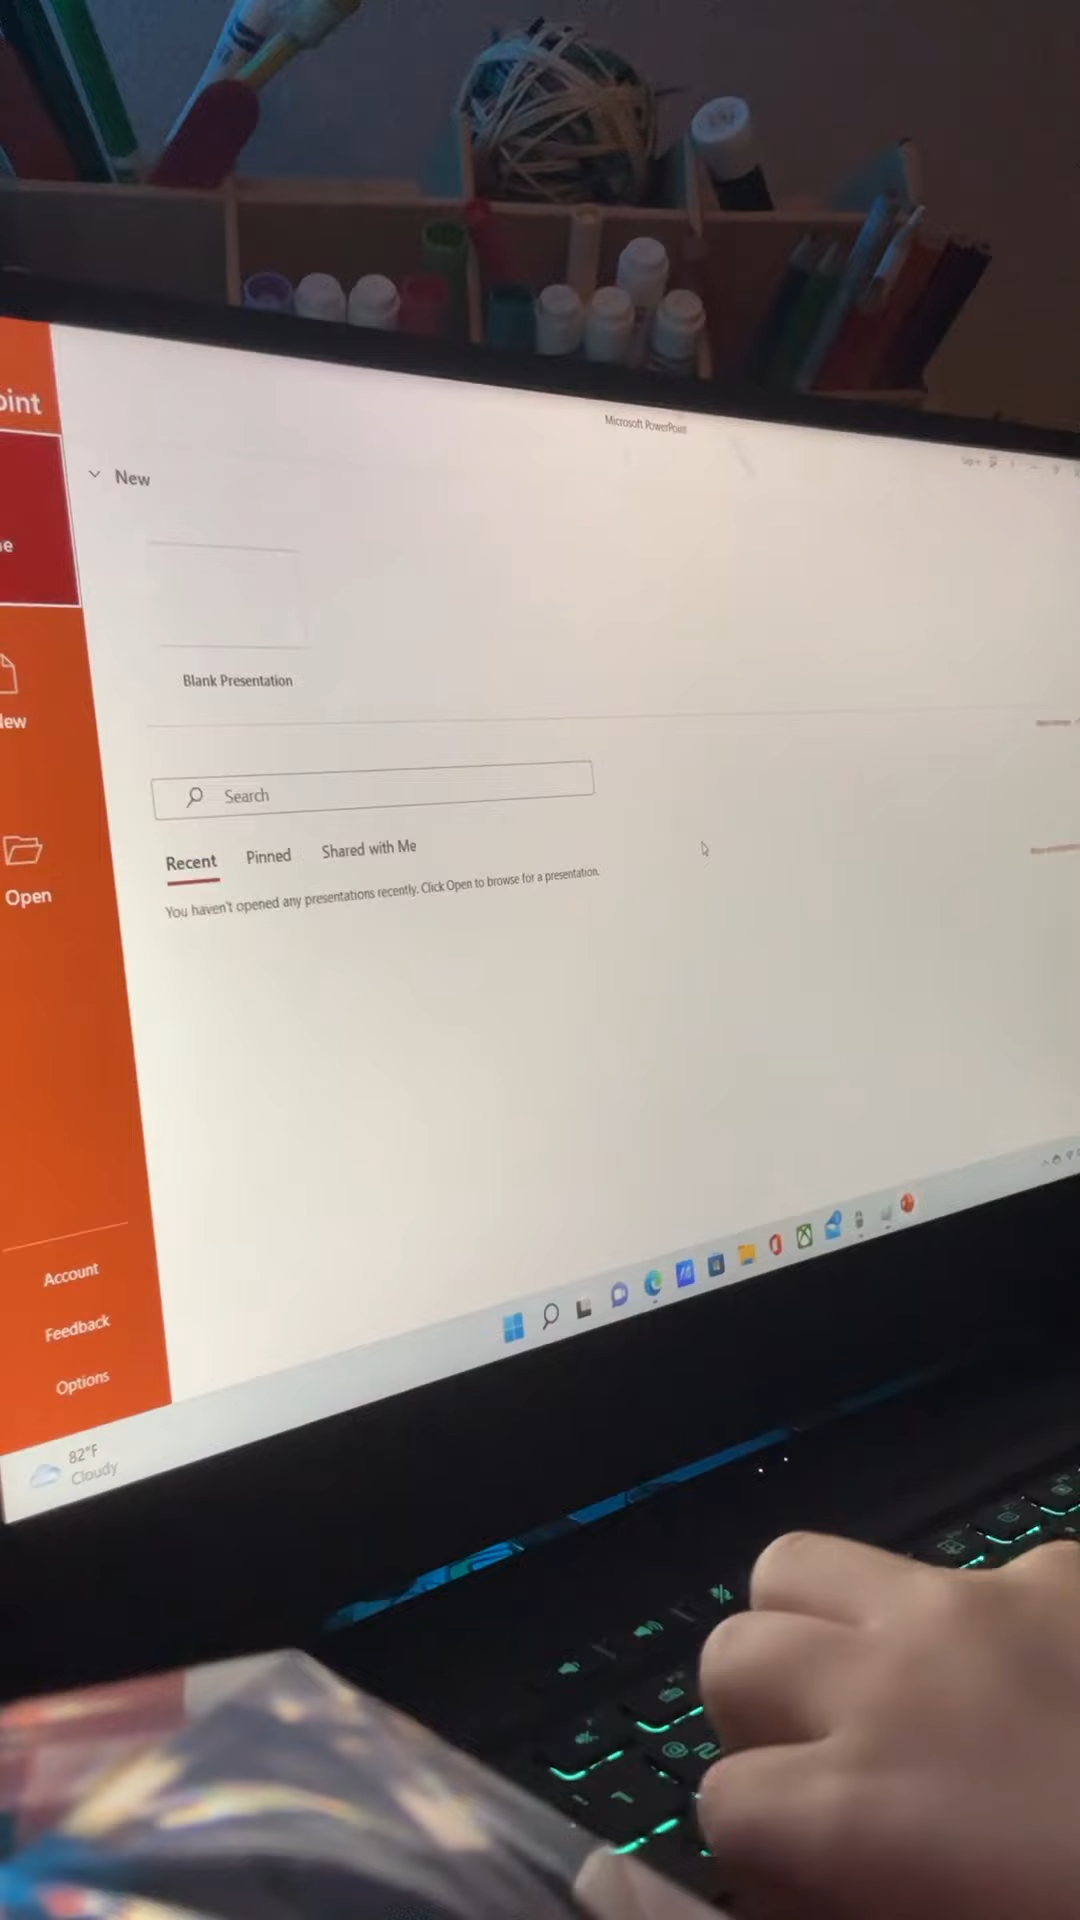 oint
Microsoft PowerPoint
New
e
Blank Presentation
lew
Search
Recent Pinned Shared with Me
You haven't opened any presentations recently. Click Open to browse for a presentation.
Open
Account
Feedback
Options
82°F
Cloudy